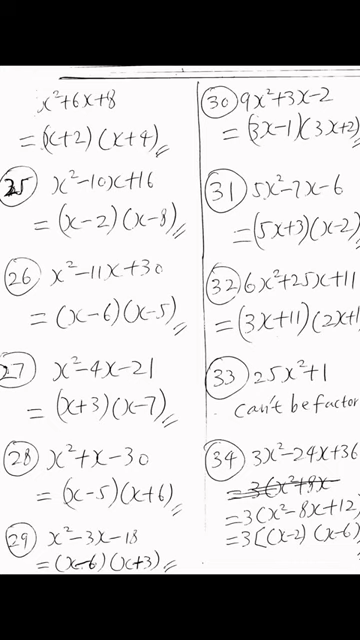 x²+6x+8
= (x+2)(x+4)
25 x²-10x+16
= (x-2)(x-8)
26 x²-11x+30
= (x-6)(x-5)
27 x²-4x-21
= (x+3)(x-7)
28 x²+x-30
= (x-5)(x+6)
29 x²-3x-18
= (x-6)(x+3)
30 9x²+3x-2
= (3x-1)(3x+2)
31 5x²-7x-6
= (5x+3)(x-2)
32 6x²+25x+11
= (3x+11)(2x+1
33 25x²+1
can't be factor
34 3x²-24x+36
= 3(x²+8x
= 3(x²-8x+12)
= 3((x-2)(x-6)